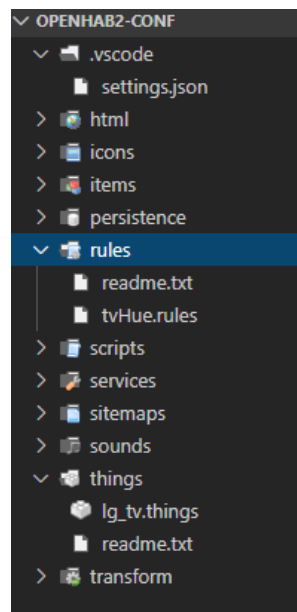 OPENHAB2-CONF
.vscode
settings.json
html
icons
items
persistence
rules
readme.txt
tvHue.rules
scripts
services
sitemaps
sounds
things
lg_tv.things
readme.txt
transform